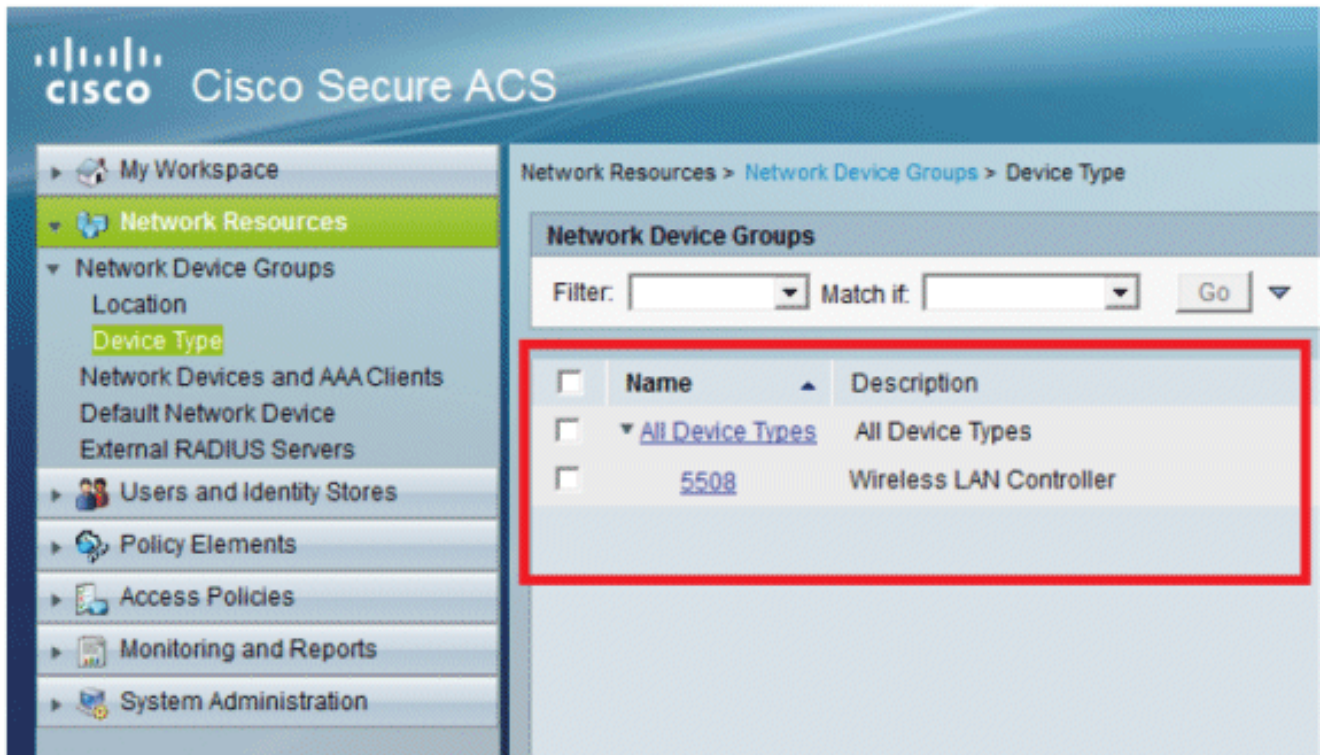 CISCO Cisco Secure ACS
My Workspace
Network Resources
Network Device Groups
Location
Device Type
Network Devices and AAA Clients
Default Network Device
External RADIUS Servers
Users and Identity Stores
Policy Elements
Access Policies
Monitoring and Reports
System Administration
Network Resources > Network Device Groups > Device Type
Network Device Groups
Filter: Match if: Go
Name Description
All Device Types All Device Types
5508 Wireless LAN Controller